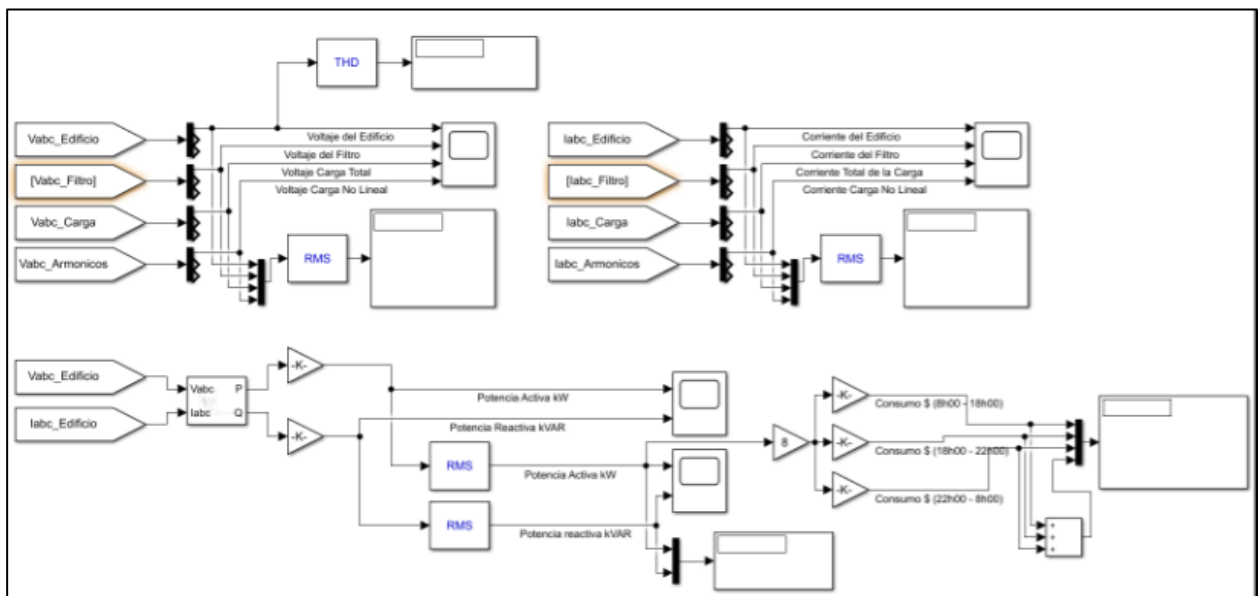 THD
Vabc_Edificio
Voltaje del Edificio
[Vabc_Filtro]
Voltaje del Filtro
Voltaje Carga Total
Voltaje Carga No Lineal
Vabc_Carga
Vabc_Armonicos
RMS
Iabc_Edificio
Corriente del Edificio
[Iabc_Filtro]
Corriente del Filtro
Corriente Total de la Carga
Corriente Carga No Lineal
Iabc_Carga
Iabc_Armonicos
RMS
Vabc_Edificio
Iabc_Edificio
Vabc P
Iabc Q
-K-
Potencia Activa kW
-K-
Potencia Reactiva kVAR
RMS
Potencia Activa kW
RMS
Potencia reactiva kVAR
8
-K-
Consumo $ (8h00 - 18h00)
-K-
Consumo $ (18h00 - 22h00)
-K-
Consumo $ (22h00 - 8h00)
+
+
+